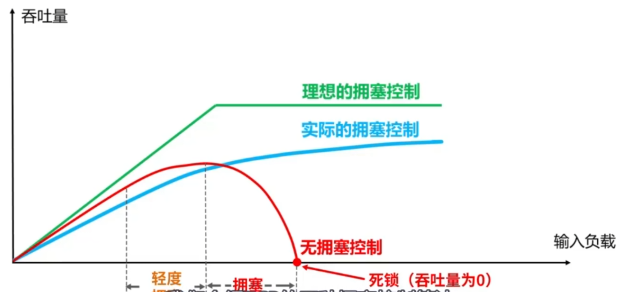 吞吐量
理想的拥塞控制
实际的拥塞控制
无拥塞控制
输入负载
轻度
拥塞
死锁（吞吐量为0）